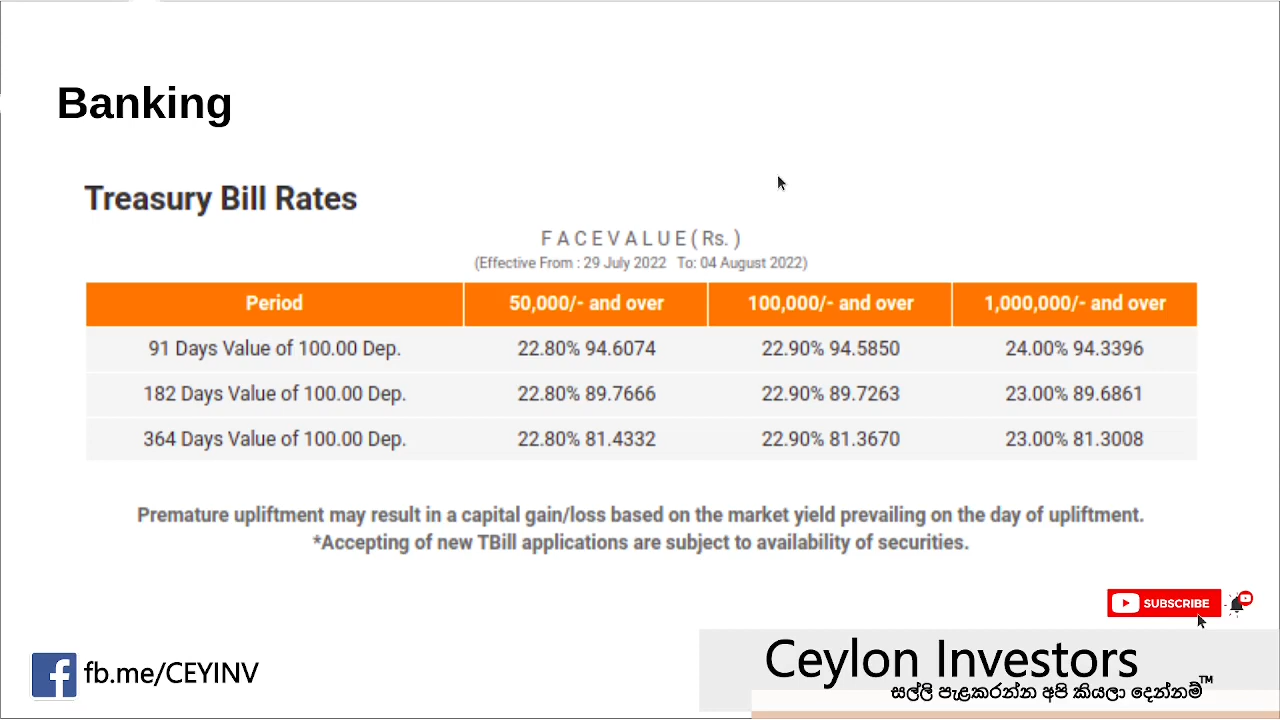 Banking
Treasury Bill Rates
F A C E V A L U E ( Rs. )
(Effective From : 29 July 2022 To: 04 August 2022)
Period 50,000/- and over 100,000/- and over 1,000,000/- and over
91 Days Value of 100.00 Dep. 22.80% 94.6074 22.90% 94.5850 24.00% 94.3396
182 Days Value of 100.00 Dep. 22.80% 89.7666 22.90% 89.7263 23.00% 89.6861
364 Days Value of 100.00 Dep. 22.80% 81.4332 22.90% 81.3670 23.00% 81.3008
Premature upliftment may result in a capital gain/loss based on the market yield prevailing on the day of upliftment.
*Accepting of new TBill applications are subject to availability of securities.
SUBSCRIBE
fb.me/CEYINV
Ceylon Investors
සල්ලි පැළකරන්න අපි කියලා දෙන්නම් TM